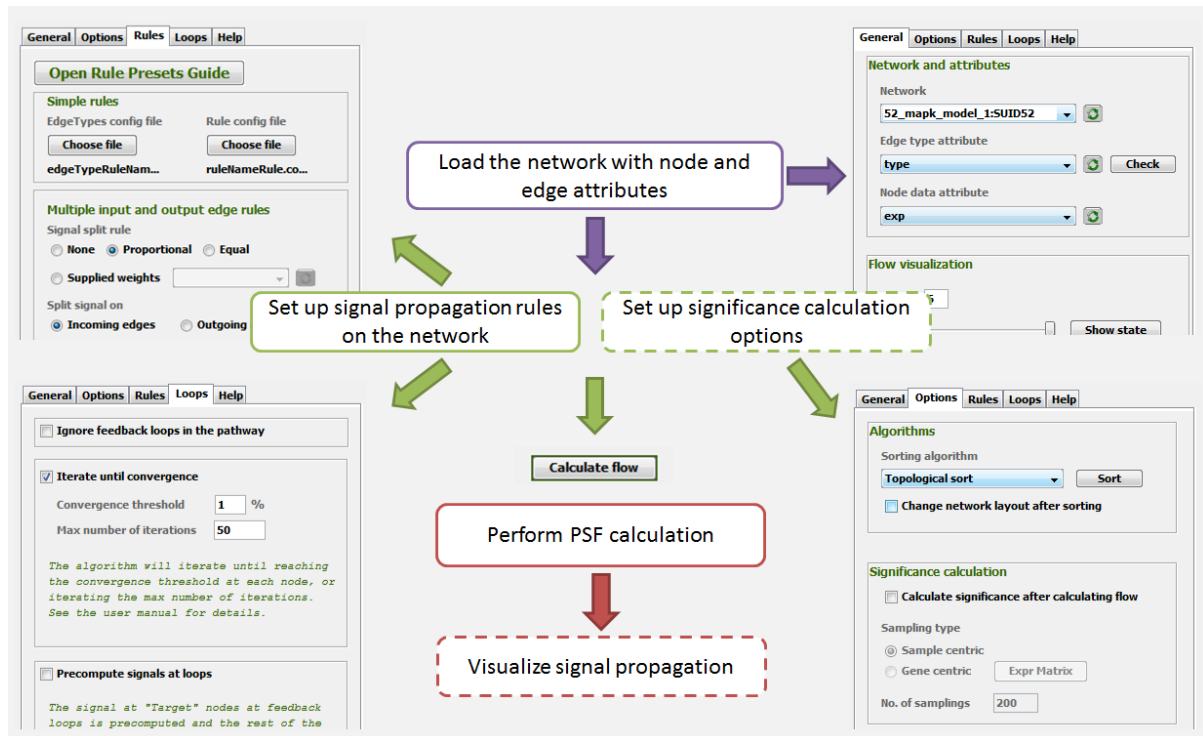 General Options Rules Loops Help
Open Rule Presets Guide
Simple rules
EdgeTypes config file Rule config file
Choose file Choose file
edgeTypeRuleNam... ruleNameRule.co...
Multiple input and output edge rules
Signal split rule
None Proportional Equal
Supplied weights
Split signal on
Incoming edges Outgoing
Load the network with node and
edge attributes
General Options Rules Loops Help
Network and attributes
Network
52_mapk_model_1:SUID52
Edge type attribute
type Check
Node data attribute
exp
Flow visualization
Show state
Set up signal propagation rules
on the network
Set up significance calculation
options
General Options Rules Loops Help
Ignore feedback loops in the pathway
Iterate until convergence
Convergence threshold 1 %
Max number of iterations 50
The algorithm will iterate until reaching
the convergence threshold at each node, or
iterating the max number of iterations.
See the user manual for details.
Precompute signals at loops
The signal at "Target" nodes at feedback
loops is precomputed and the rest of the
Calculate flow
Perform PSF calculation
Visualize signal propagation
General Options Rules Loops Help
Algorithms
Sorting algorithm
Topological sort Sort
Change network layout after sorting
Significance calculation
Calculate significance after calculating flow
Sampling type
Sample centric
Gene centric Expr Matrix
No. of samplings 200